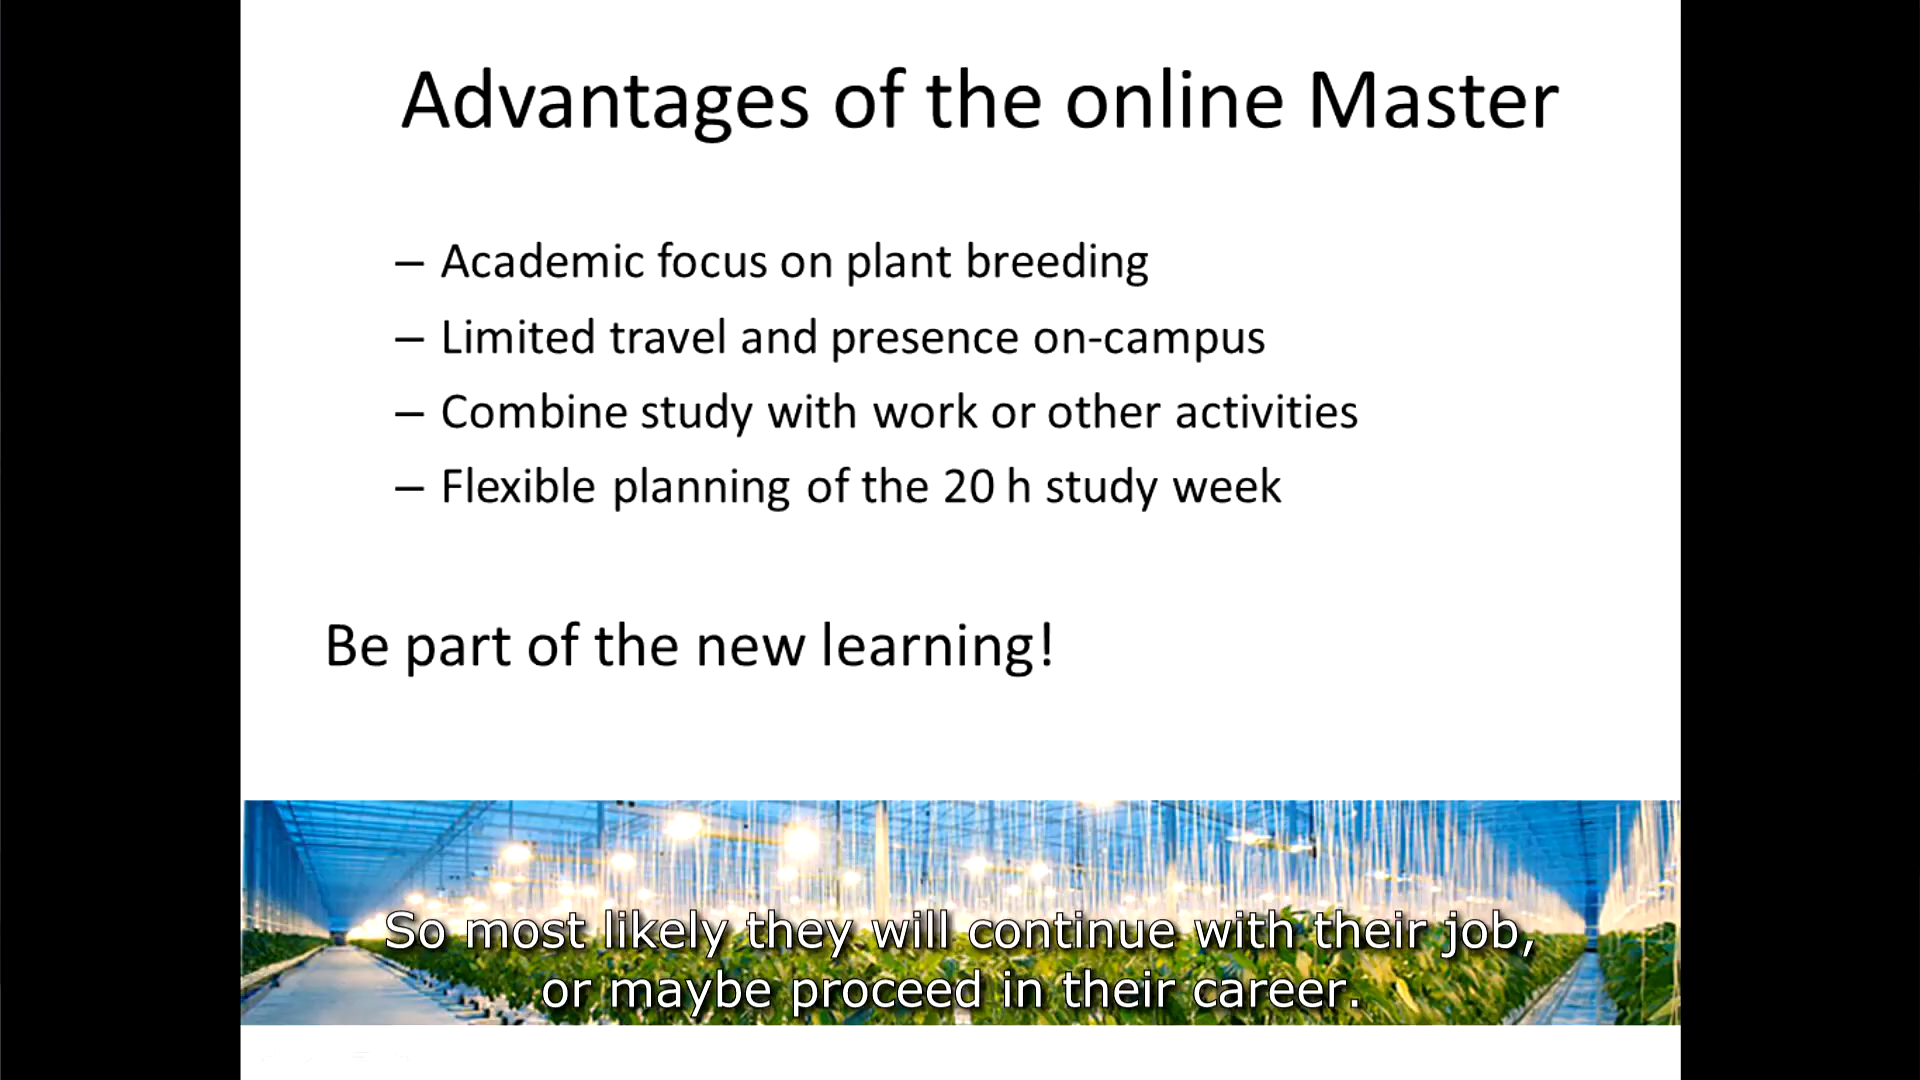 Advantages of the online Master
– Academic focus on plant breeding
– Limited travel and presence on-campus
– Combine study with work or other activities
– Flexible planning of the 20 h study week
Be part of the new learning!
So most likely they will continue with their job,
or maybe proceed in their career.